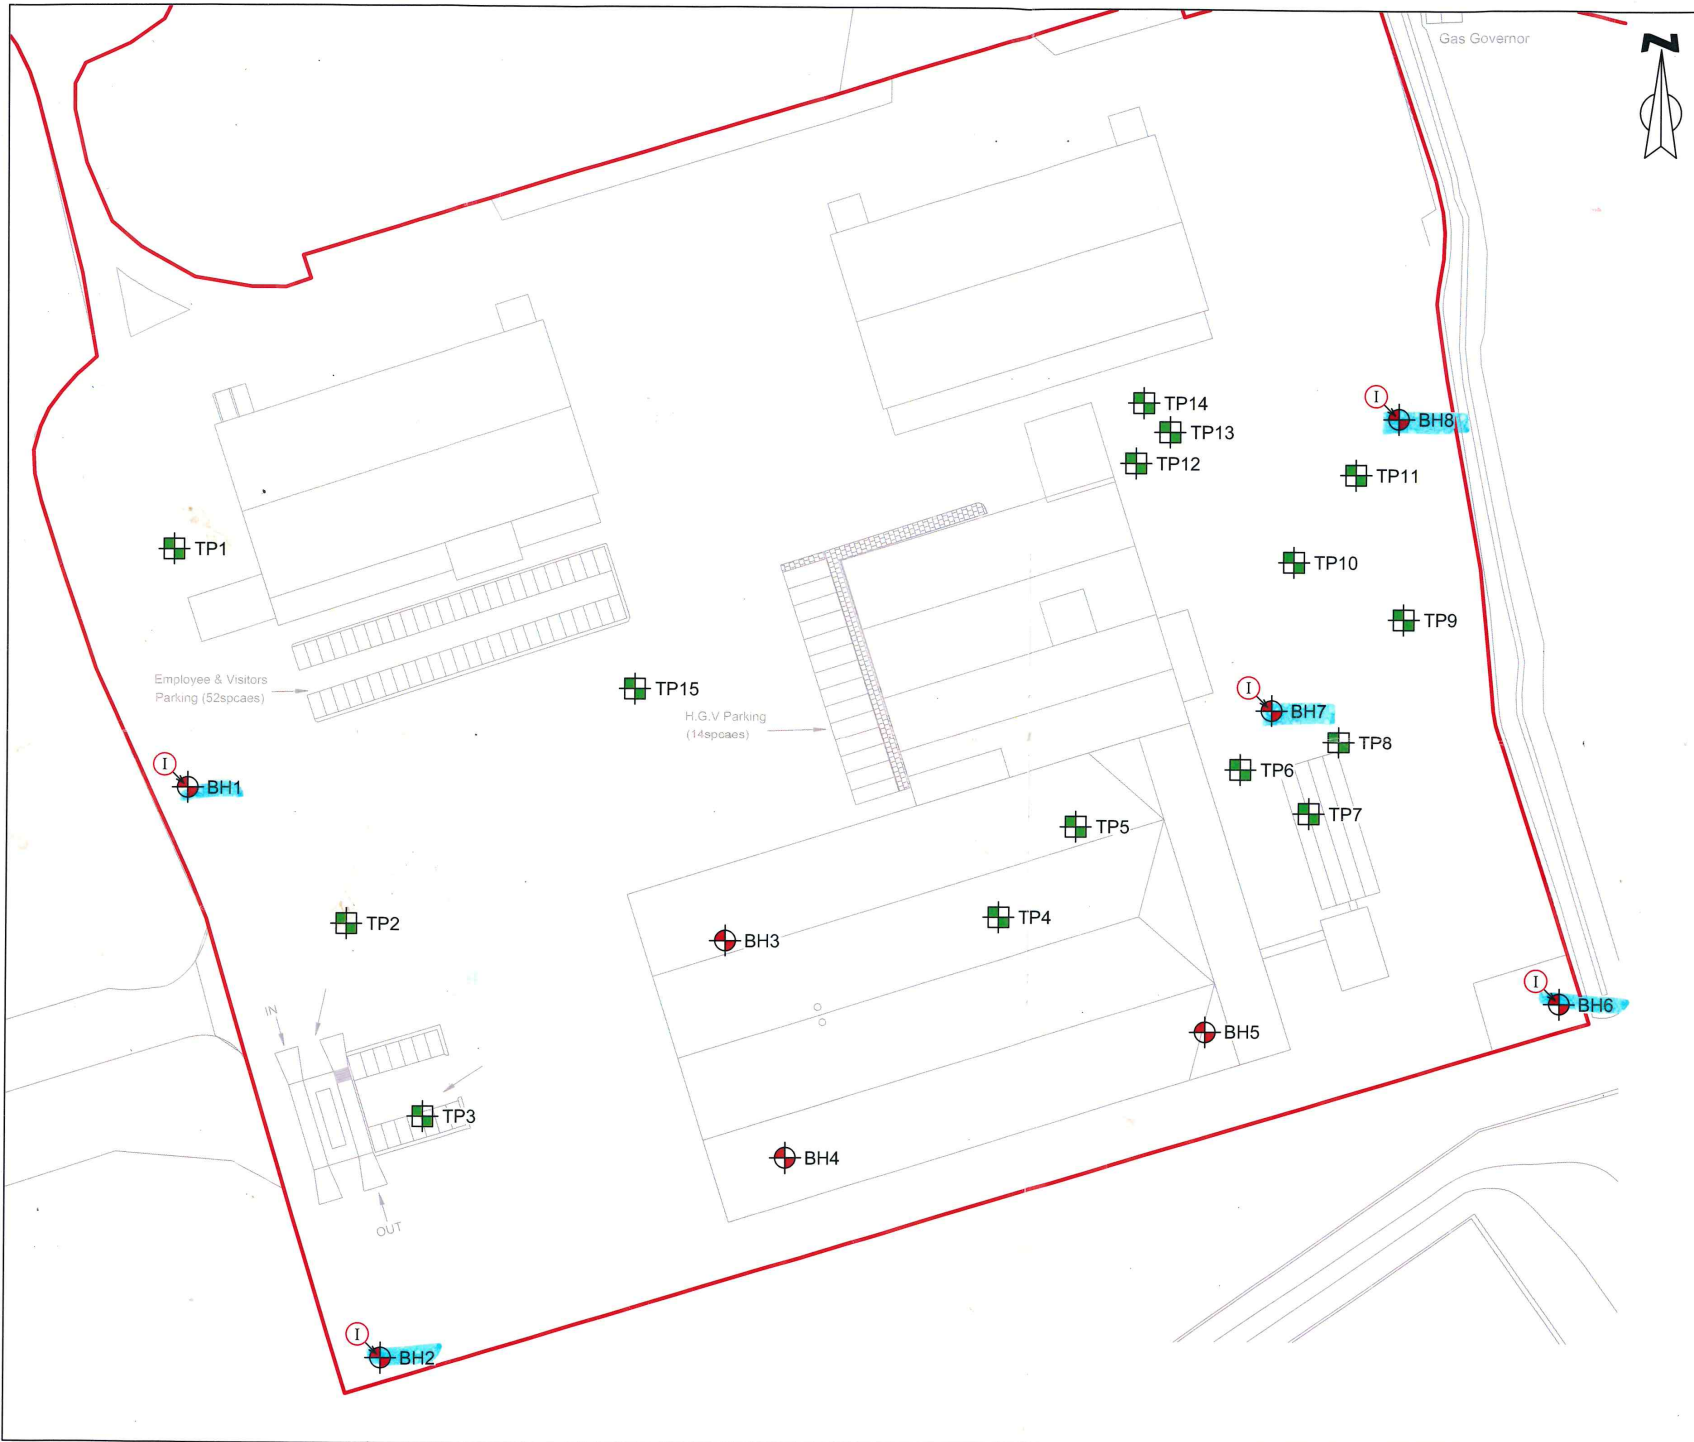 Gas Governor
N
I
BH8
TP14
TP13
TP12
TP11
TP1
TP10
TP9
Employee & Visitors
Parking (52spcaes)
TP15
H.G.V Parking
(14spcaes)
I
BH7
TP8
TP6
I
BH1
TP7
TP5
TP2
TP4
BH3
I
BH6
IN
BH5
TP3
BH4
OUT
I
BH2